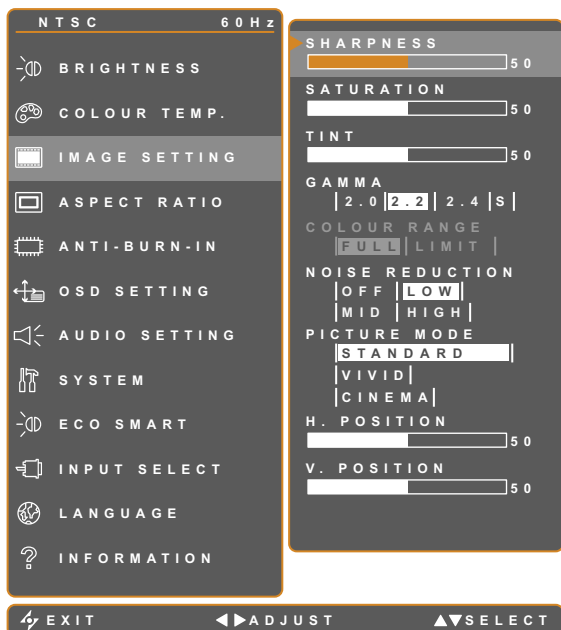 NTSC 60Hz
BRIGHTNESS
COLOUR TEMP.
IMAGE SETTING
ASPECT RATIO
ANTI-BURN-IN
OSD SETTING
AUDIO SETTING
SYSTEM
ECO SMART
INPUT SELECT
LANGUAGE
INFORMATION
SHARPNESS
50
SATURATION
50
TINT
50
GAMMA
2.0 2.2 2.4 S
COLOUR RANGE
FULL LIMIT
NOISE REDUCTION
OFF LOW
MID HIGH
PICTURE MODE
STANDARD
VIVID
CINEMA
H. POSITION
50
V. POSITION
50
EXIT ADJUST SELECT